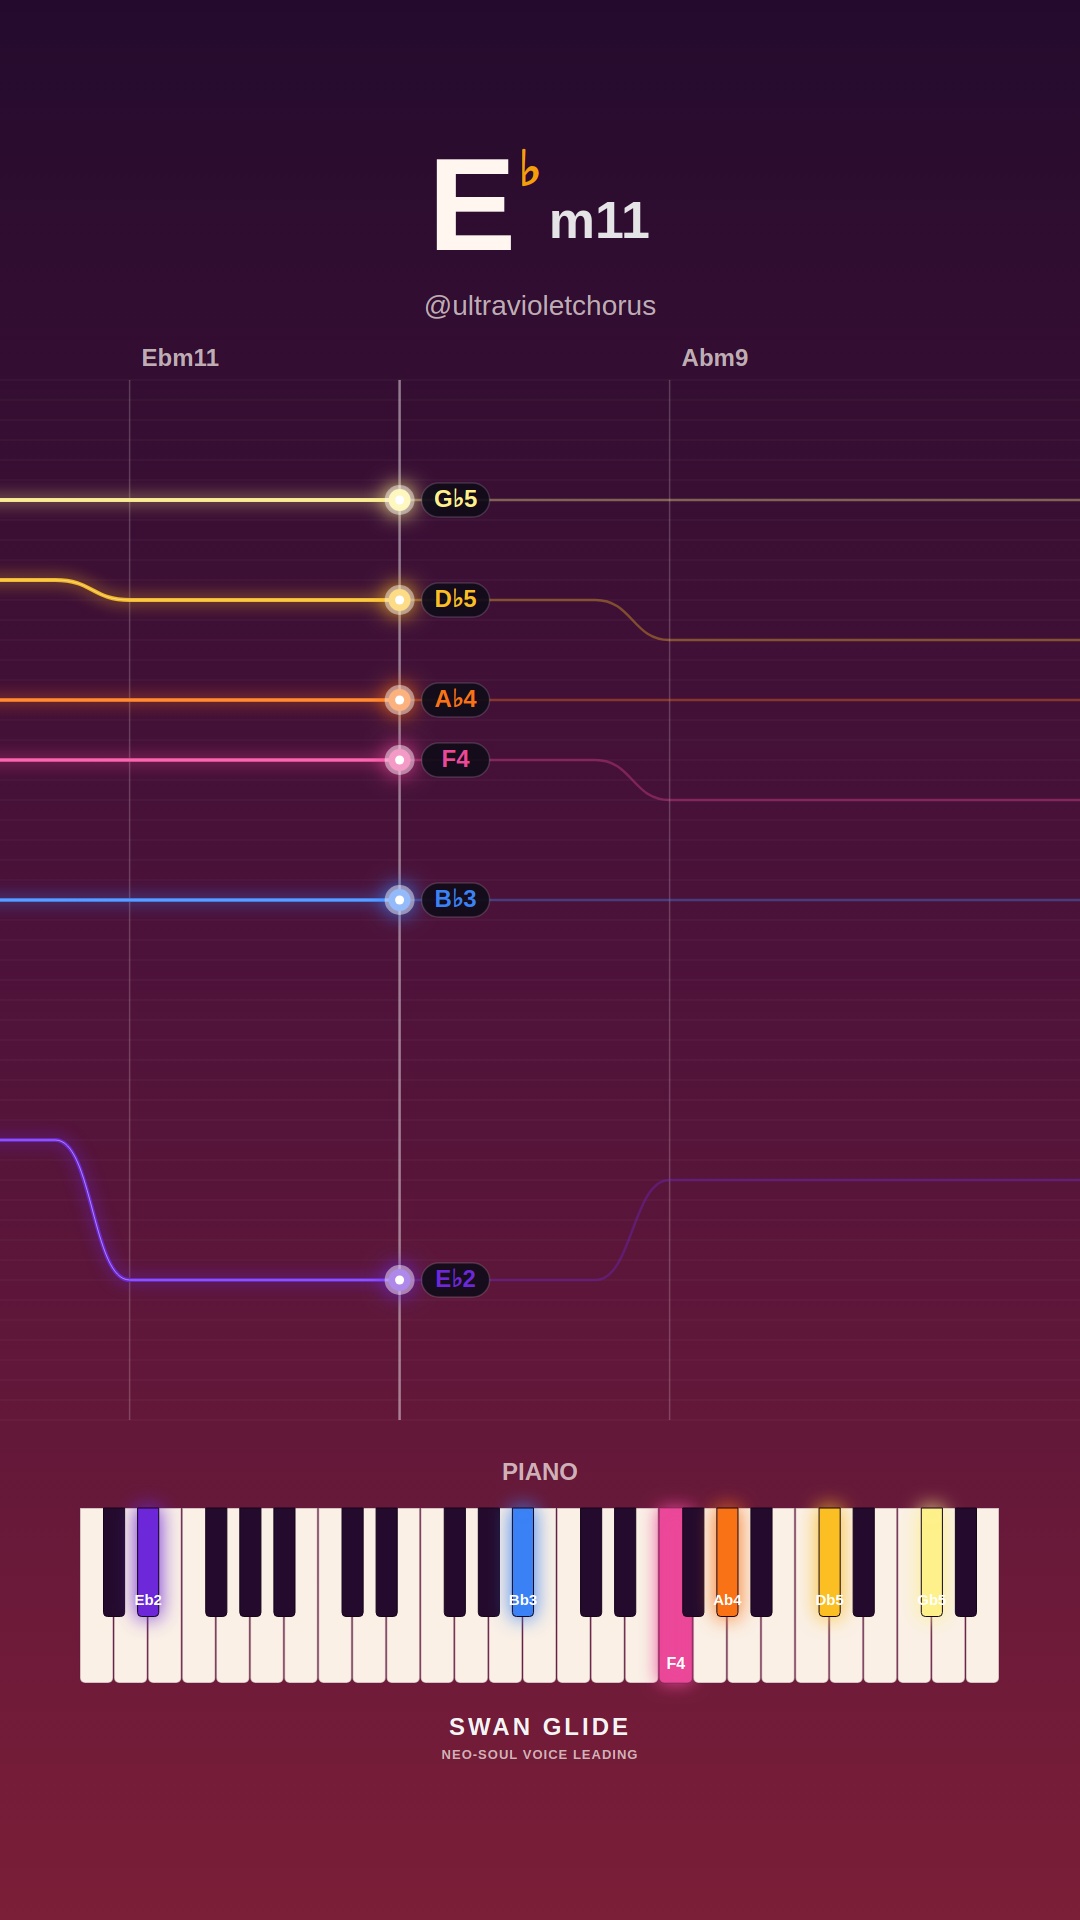 E♭m11
@ultravioletchorus
Ebm11 Abm9
G♭5
D♭5
A♭4
F4
B♭3
E♭2
PIANO
Eb2 Bb3 Ab4 Db5 Gb5
F4
SWAN GLIDE
NEO-SOUL VOICE LEADING